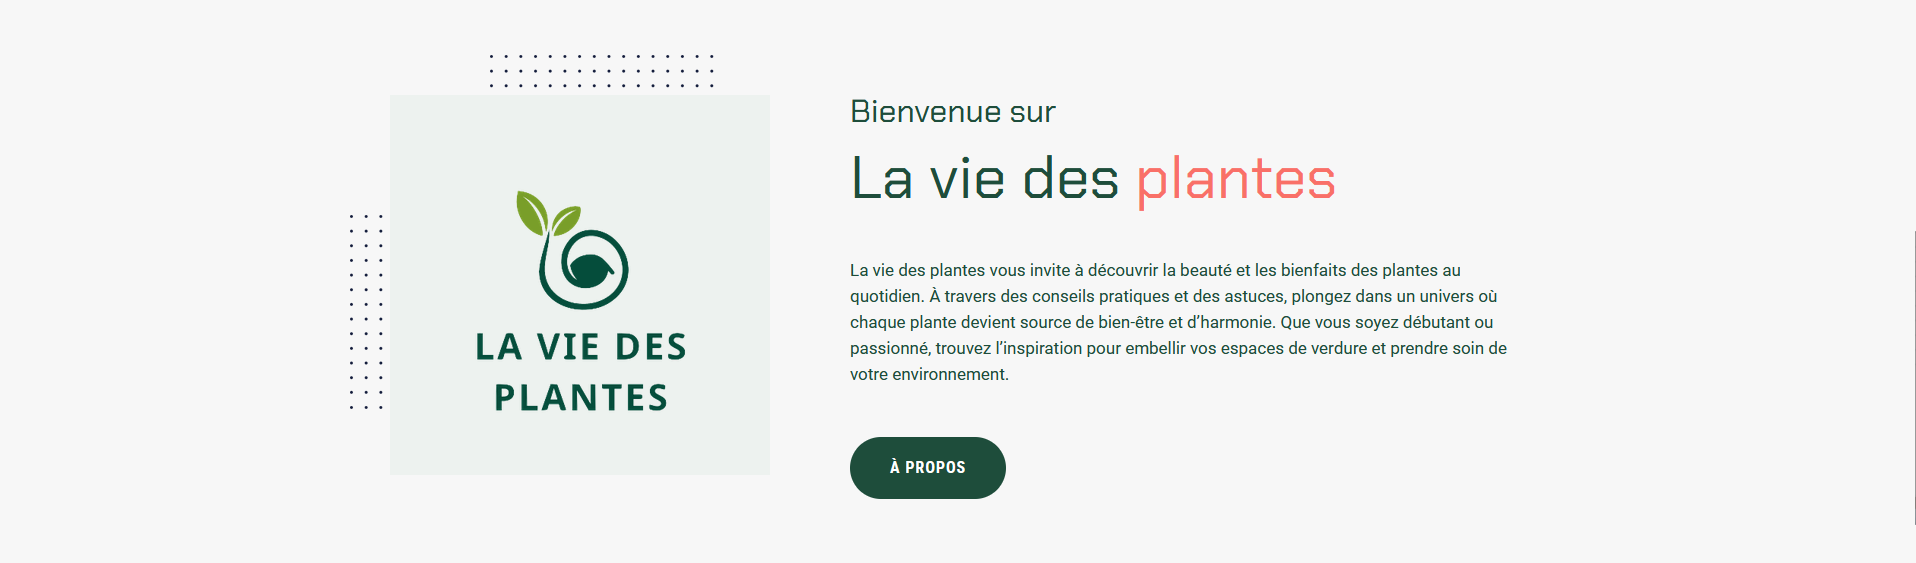 LA VIE DES
PLANTES
Bienvenue sur
La vie des plantes
La vie des plantes vous invite à découvrir la beauté et les bienfaits des plantes au
quotidien. À travers des conseils pratiques et des astuces, plongez dans un univers où
chaque plante devient source de bien-être et d’harmonie. Que vous soyez débutant ou
passionné, trouvez l’inspiration pour embellir vos espaces de verdure et prendre soin de
votre environnement.
À PROPOS